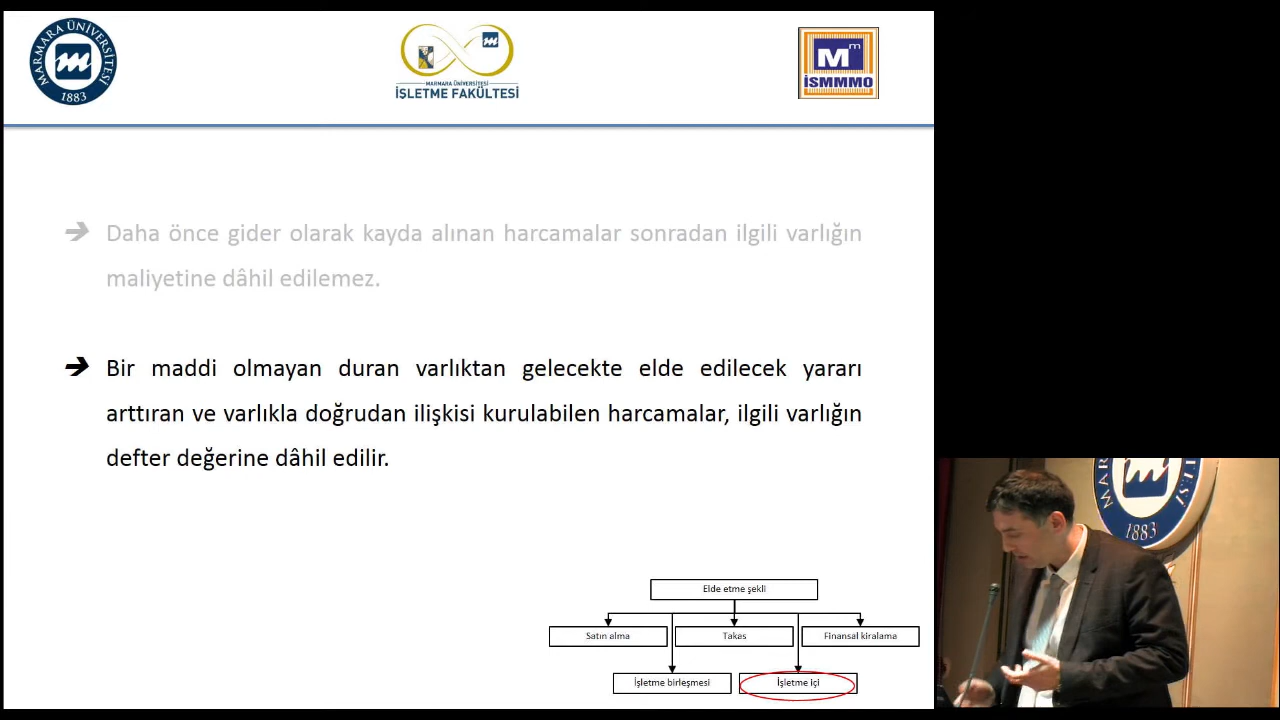 MARMARA ÜNİVERSİTESİ
1883
MARMARA ÜNİVERSİTESİ
İŞLETME FAKÜLTESİ
Mm
İSMMMO
Daha önce gider olarak kayda alınan harcamalar sonradan ilgili varlığın
maliyetine dâhil edilemez.
Bir maddi olmayan duran varlıktan gelecekte elde edilecek yararı
arttıran ve varlıkla doğrudan ilişkisi kurulabilen harcamalar, ilgili varlığın
defter değerine dâhil edilir.
Elde etme şekli
Satın alma
Takas
Finansal kiralama
İşletme birleşmesi
İşletme içi
1883